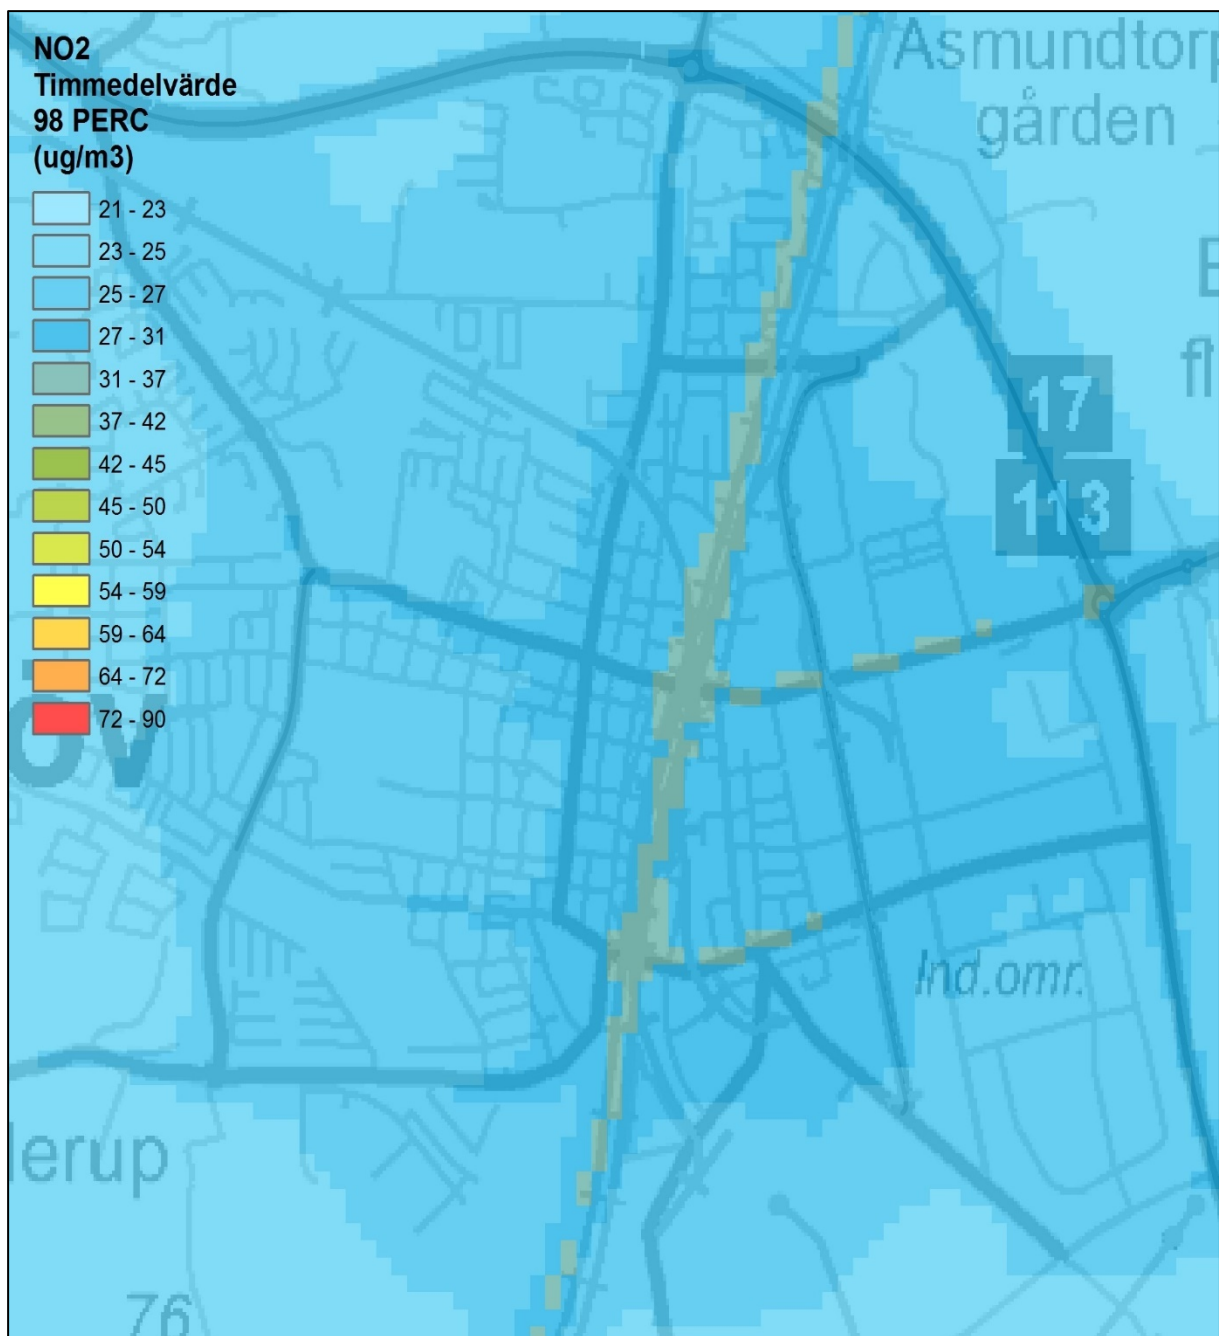 NO2
Timmedelvärde
98 PERC
(ug/m3)
21 - 23
23 - 25
25 - 27
27 - 31
31 - 37
37 - 42
42 - 45
45 - 50
50 - 54
54 - 59
59 - 64
64 - 72
72 - 90
Asmundtorp
gården
17
113
Ind.omr.
lerup
76